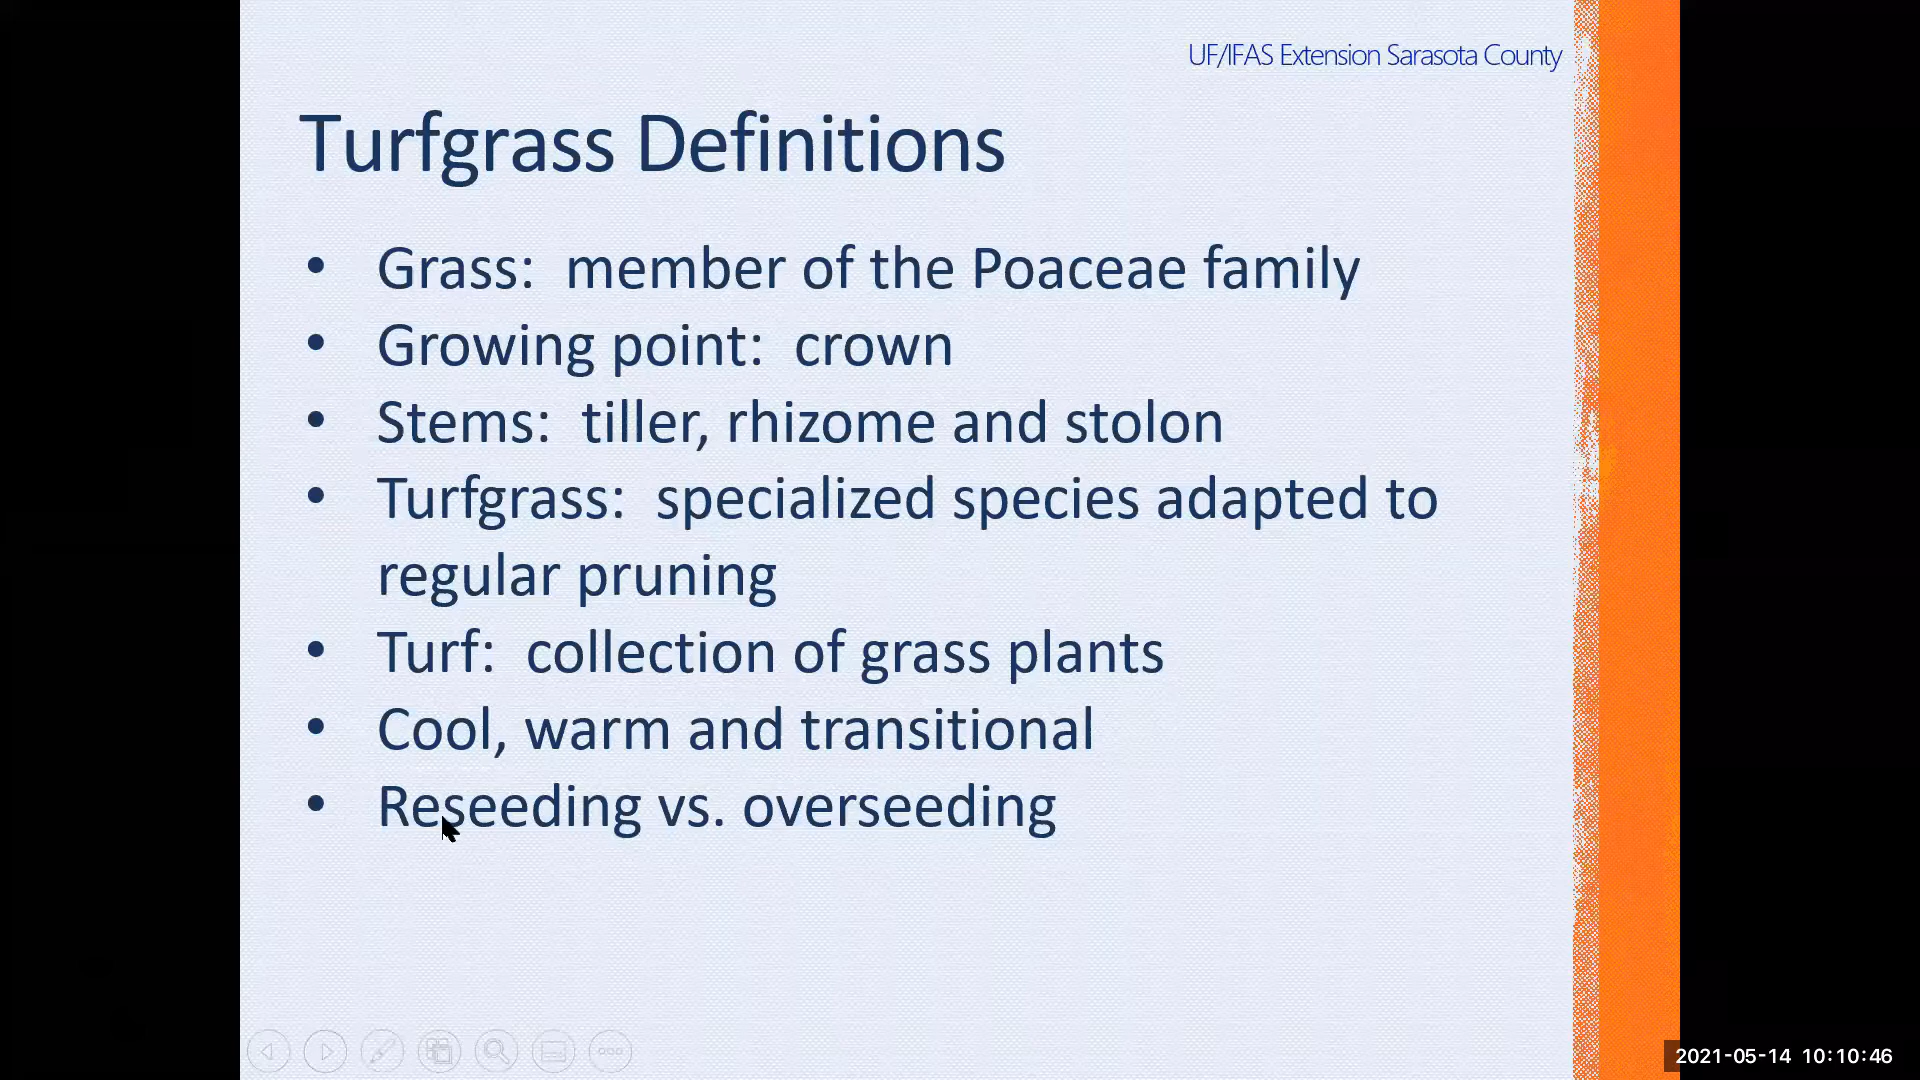 UF/IFAS Extension Sarasota County
Turfgrass Definitions
• Grass: member of the Poaceae family
• Growing point: crown
• Stems: tiller, rhizome and stolon
• Turfgrass: specialized species adapted to
regular pruning
• Turf: collection of grass plants
• Cool, warm and transitional
• Reseeding vs. overseeding
2021-05-14 10:10:46